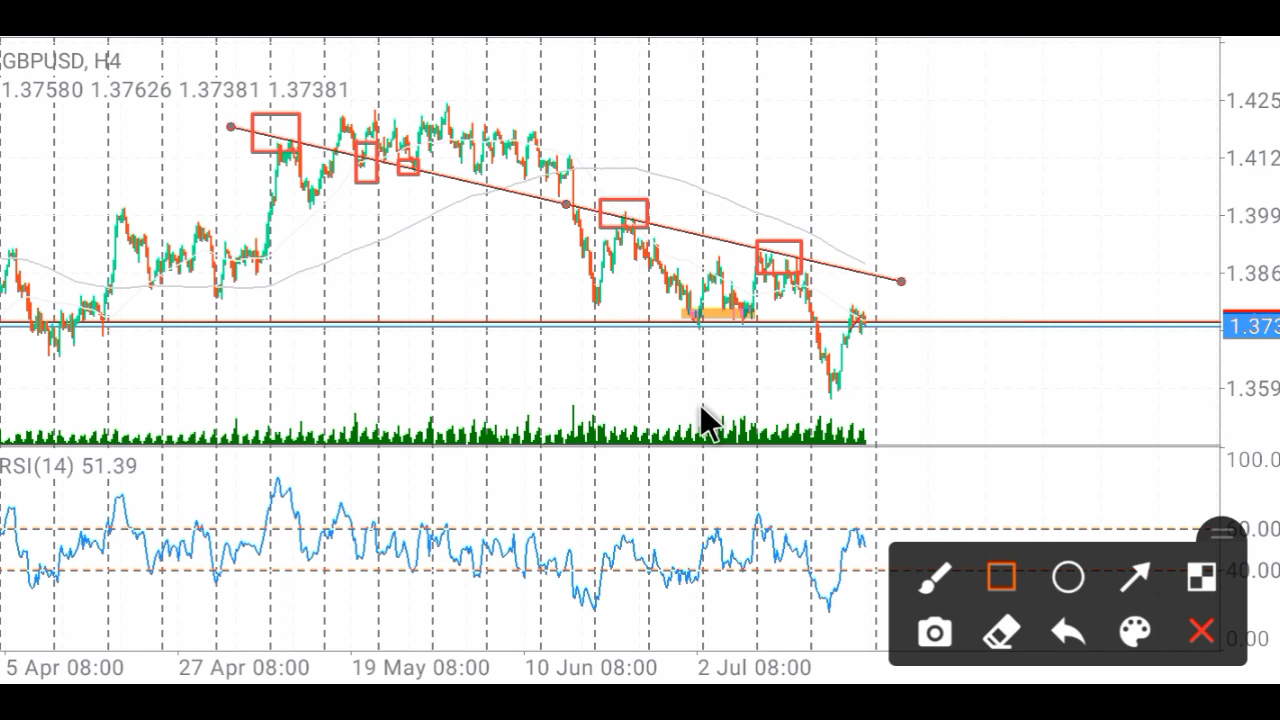 GBPUSD, H4
1.37580 1.37626 1.37381 1.37381
1.425
1.412
1.399
1.386
1.373
1.359
RSI(14) 51.39
100.0
60.00
40.00
0.00
5 Apr 08:00 27 Apr 08:00 19 May 08:00 10 Jun 08:00 2 Jul 08:00